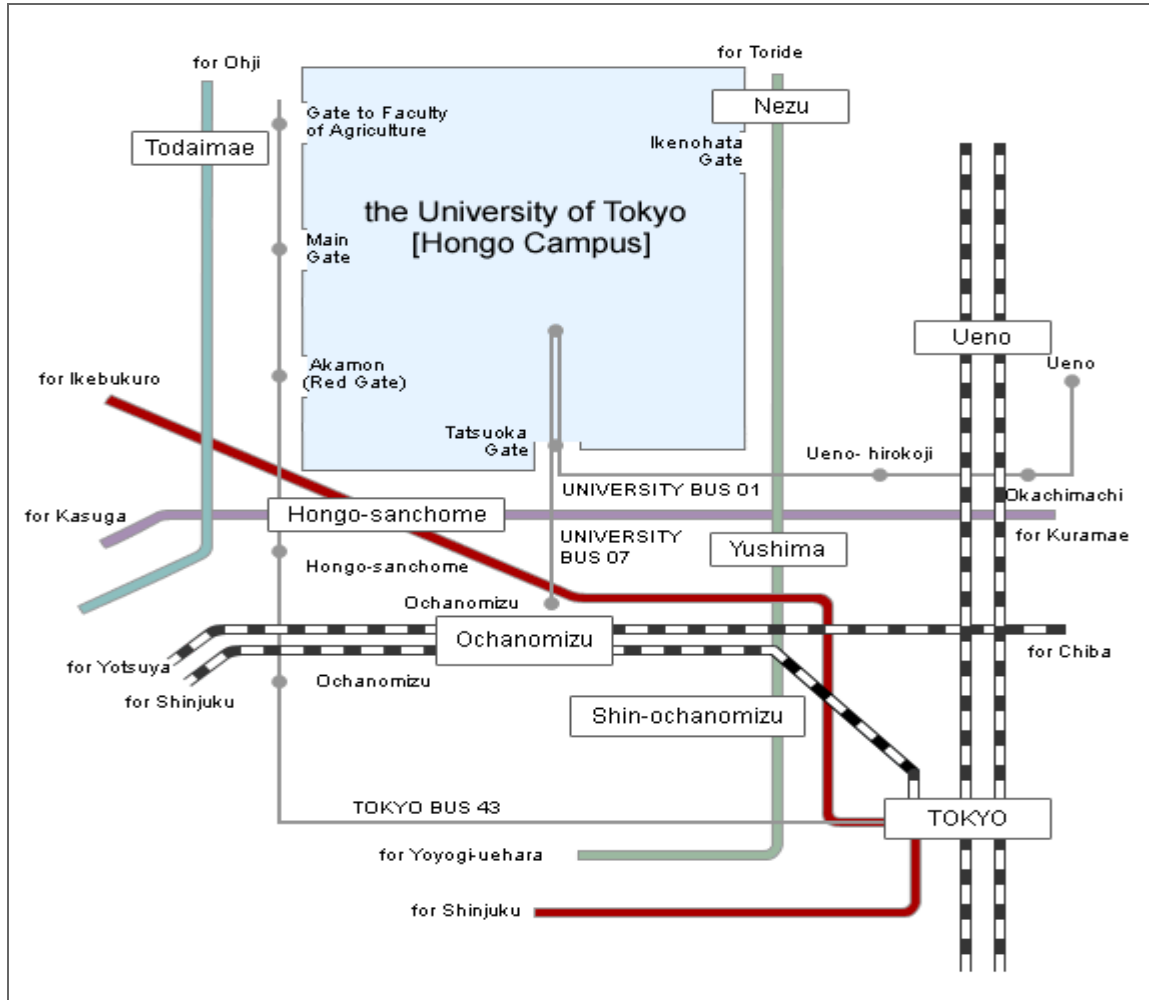 for Toride
for Ohji
Nezu
Gate to Faculty
of Agriculture
Todaimae
Ikenohata
Gate
the University of Tokyo
[Hongo Campus]
Main
Gate
Ueno
Ueno
Akamon
(Red Gate)
for Ikebukuro
Tatsuoka
Gate
Ueno- hirokoji
UNIVERSITY BUS 01
Okachimachi
for Kasuga
Hongo-sanchome
for Kuramae
UNIVERSITY
BUS 07
Yushima
Hongo-sanchome
Ochanomizu
Ochanomizu
for Yotsuya
for Chiba
for Shinjuku
Ochanomizu
Shin-ochanomizu
TOKYO BUS 43
TOKYO
for Yoyogi-uehara
for Shinjuku